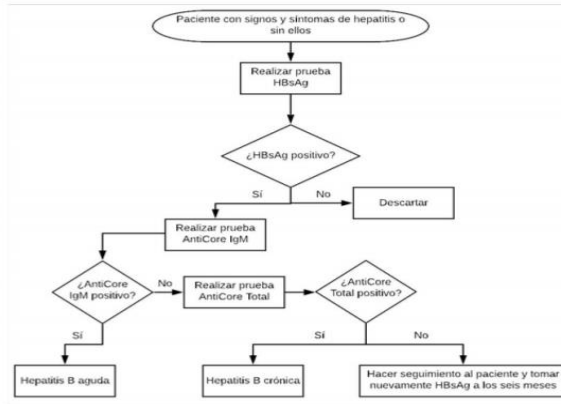 Paciente con signos y síntomas de hepatitis o
sin ellos
Realizar prueba
HBsAg
¿HBsAg positivo?
Sí
No
Descartar
Realizar prueba
AntiCore IgM
¿AntiCore
IgM positivo?
No
Realizar prueba
AntiCore Total
¿AntiCore
Total positivo?
Sí
Sí
No
Hepatitis B aguda
Hepatitis B crónica
Hacer seguimiento al paciente y tomar
nuevamente HBsAg a los seis meses